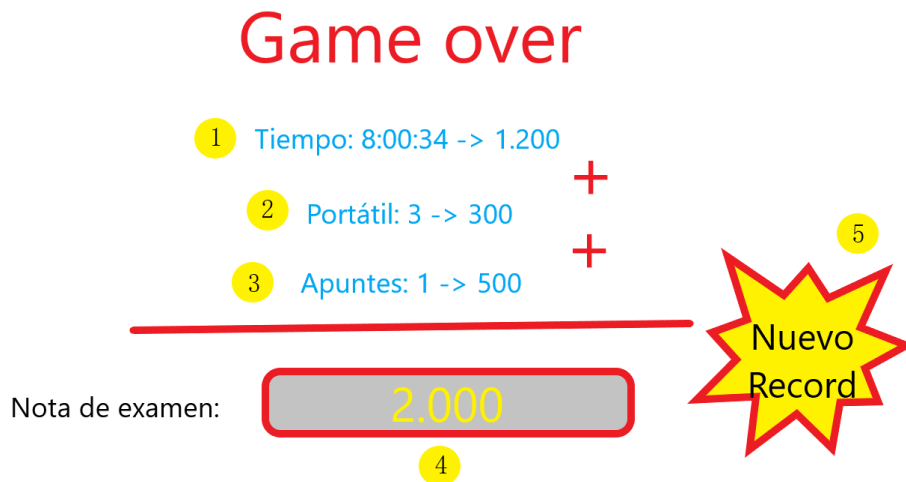 Game over
1 Tiempo: 8:00:34 -> 1.200
+
2 Portátil: 3 -> 300
+
3 Apuntes: 1 -> 500
5
Nuevo
Record
Nota de examen: 2.000
4